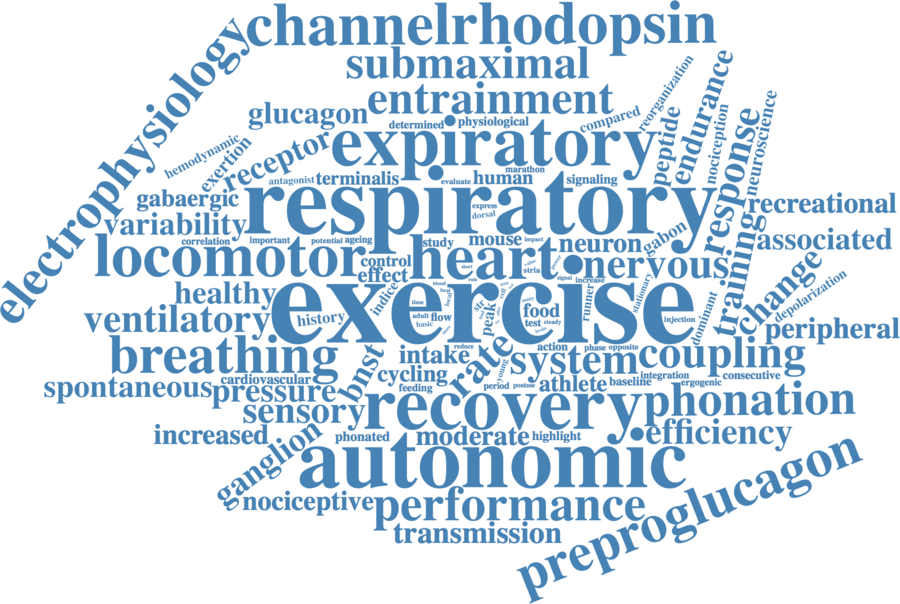 channelrhodopsin
electrophysiology
submaximal
entrainment
glucagon
determined
physiological
compared
reorganization
endurance
peptide
nociception
neuroscience
hemodynamic
exertion
receptor
expiratory
response
marathon
antagonist
terminalis
evaluate
human
signaling
gabaergic
respiratory
express
dorsal
recreational
variability
correlation
important
potential
ageing
study
mouse
impact
neuron
gabon
associated
locomotor
control
effect
heart
stria
nervous
training
change
depolarization
healthy
indice
exercise
signal
increase
runner
stationary
dominant
ventilatory
history
time
adult
basic
flow
peak
food
test
steady
injection
peripheral
breathing
bnst
intake
rate
young
action
phase
opposite
reduce
system
coupling
spontaneous
cardiovascular
pressure
cycling
feeding
period
athlete
baseline
integration
ergogenic
consecutive
sensory
recovery
phonation
increased
ganglion
phonated
moderate
highlight
efficiency
autonomic
nociceptive
performance
preproglucagon
transmission